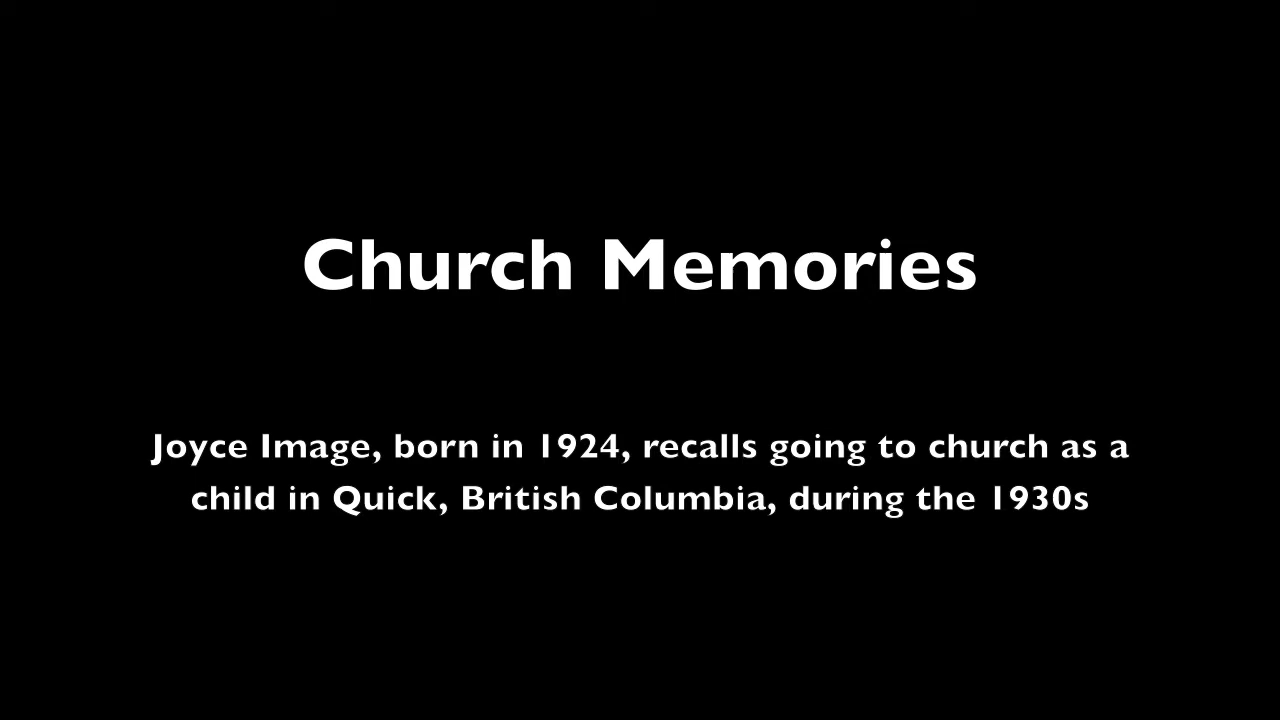 Church Memories
Joyce Image, born in 1924, recalls going to church as a
child in Quick, British Columbia, during the 1930s